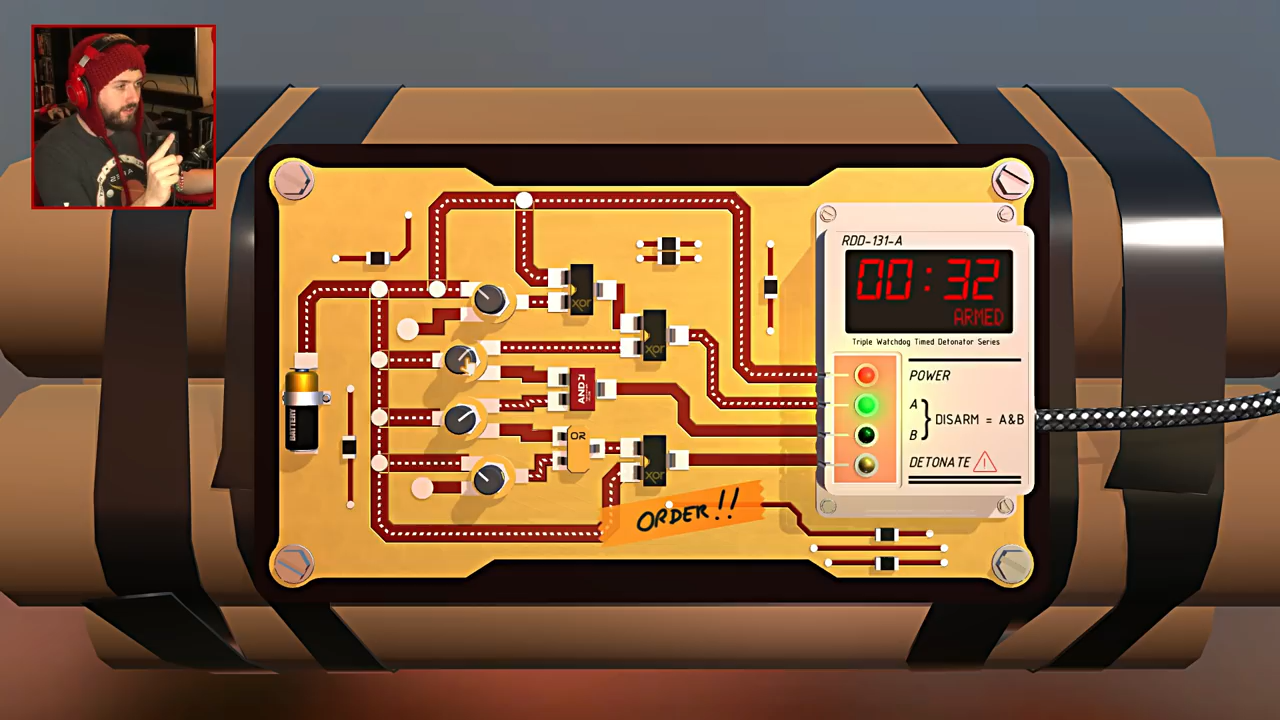 RDD-131-A
00:32
ARMED
Triple Watchdog Timed Detonator Series
POWER
A
B
DISARM = A&B
DETONATE
xor
xor
AND
OR
xor
ORDER!!